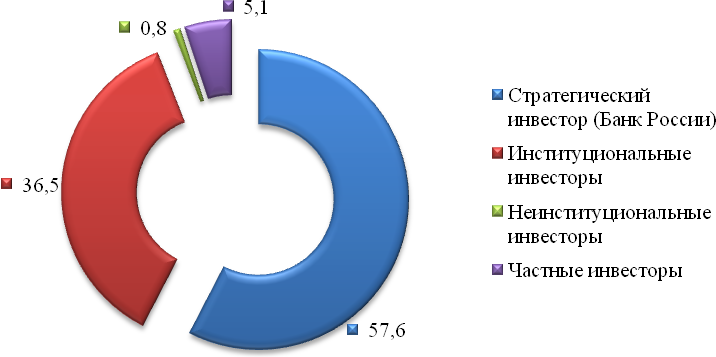 5,1
0,8
36,5
57,6
Стратегический
инвестор (Банк России)
Институциональные
инвесторы
Неинституциональные
инвесторы
Частные инвесторы